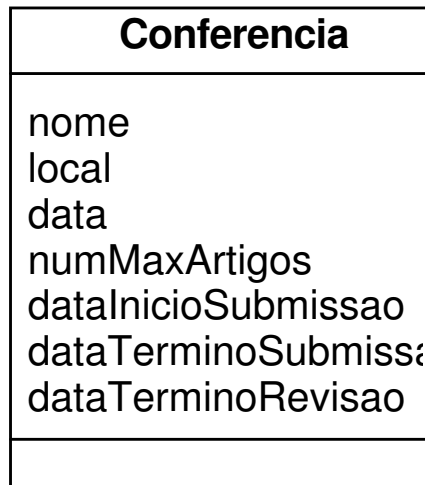 Conferencia
nome
local
data
numMaxArtigos
dataInicioSubmissao
dataTerminoSubmissa
dataTerminoRevisao